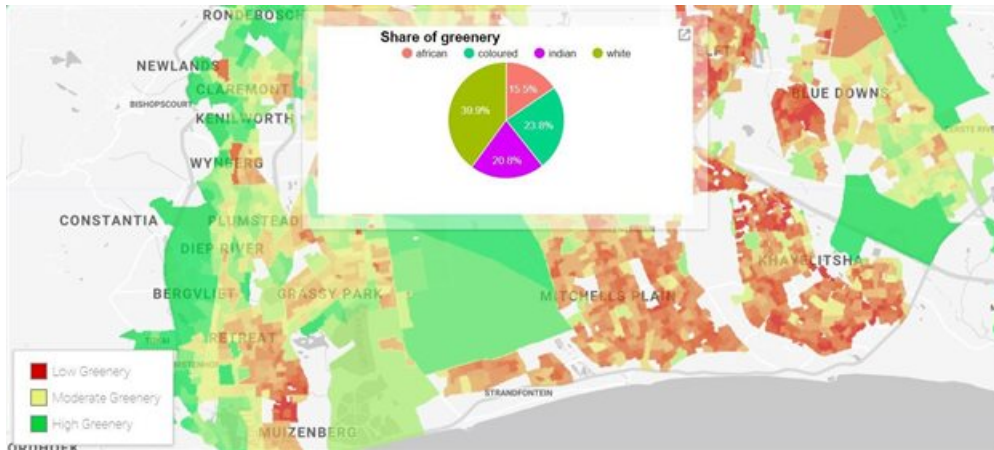 RONDEBOSCH
NEWLANDS
CLAREMONT
BISHOPSCOURT
KENILWORTH
WYNBERG
CONSTANTIA
PLUMSTEAD
DIEP RIVER
BERGVLIET
GRASSY PARK
RETREAT
MUIZENBERG
Share of greenery
african
coloured
indian
white
15.5%
39.9%
23.8%
20.8%
BLUE DOWNS
KHAYELITSHA
MITCHELLS PLAIN
STRANDFONTEIN
Low Greenery
Moderate Greenery
High Greenery